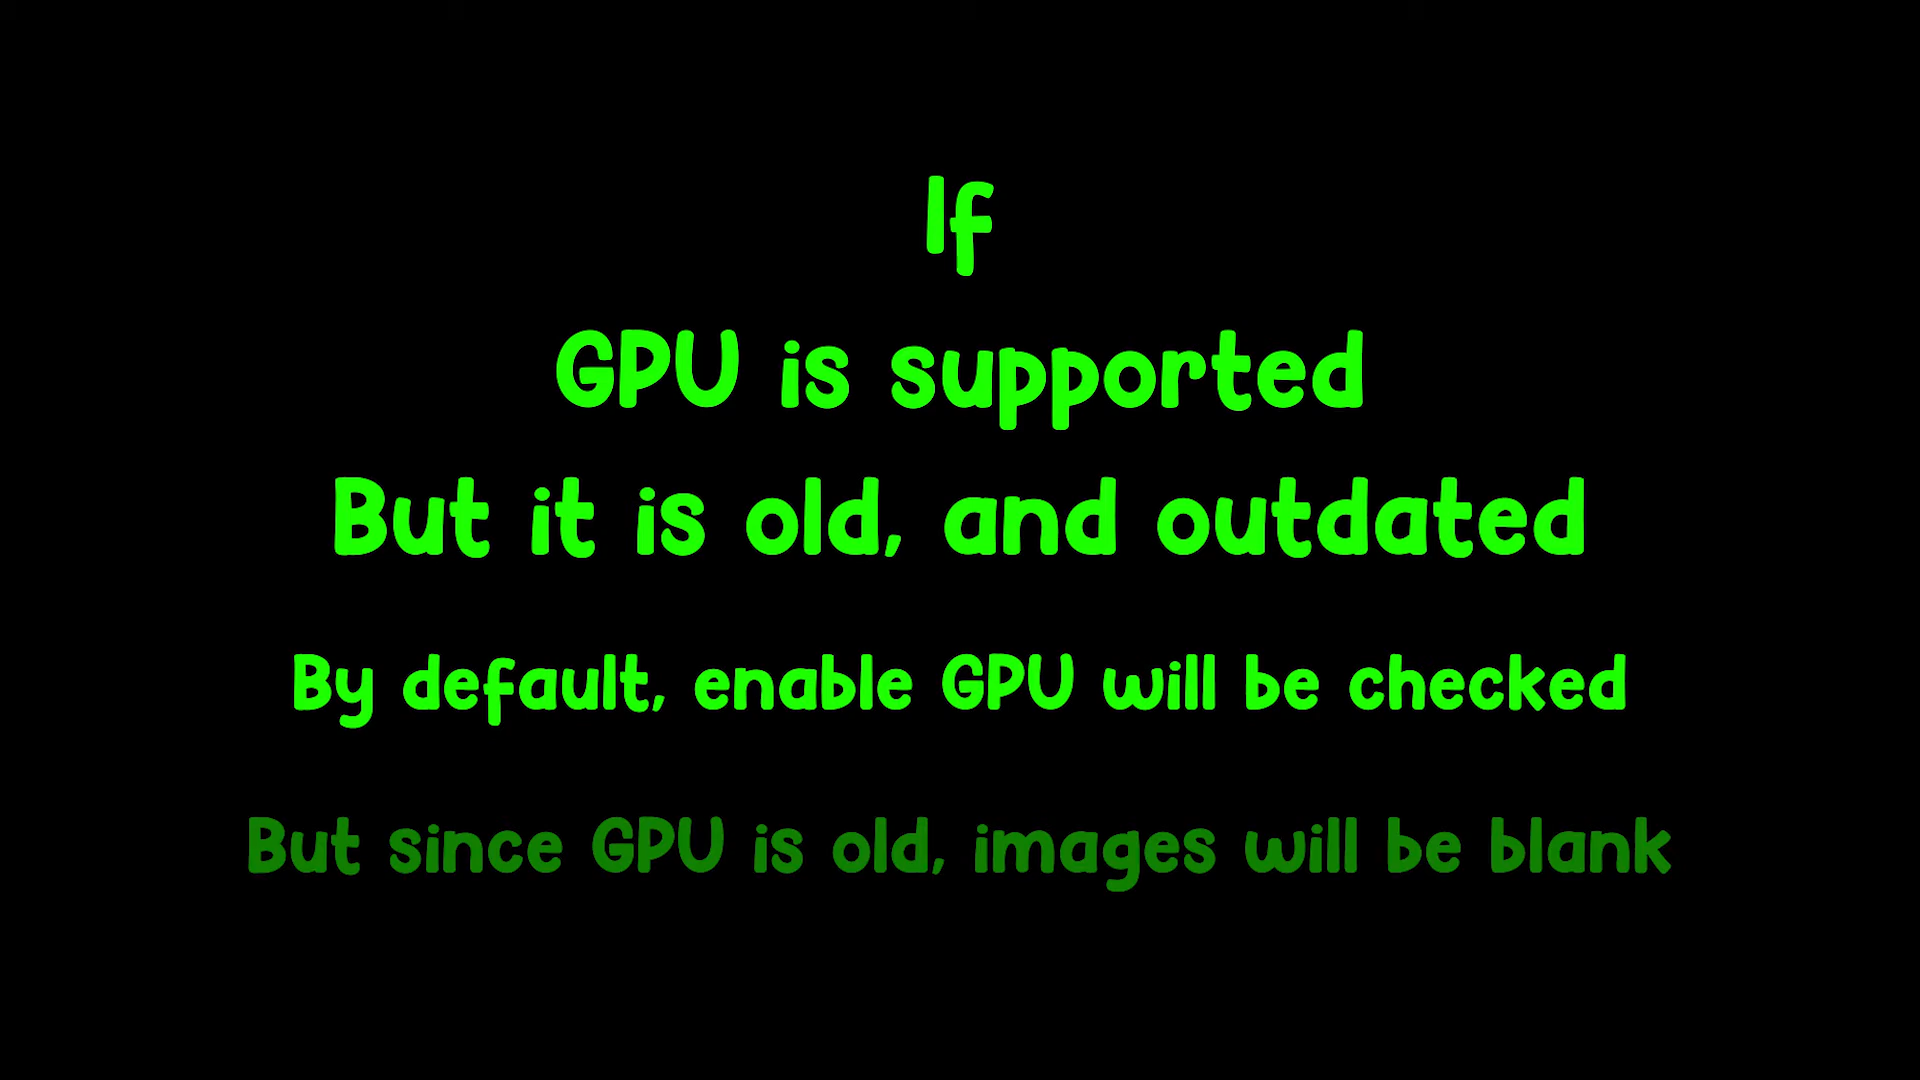 If
GPU is supported
But it is old, and outdated
By default, enable GPU will be checked
But since GPU is old, images will be blank